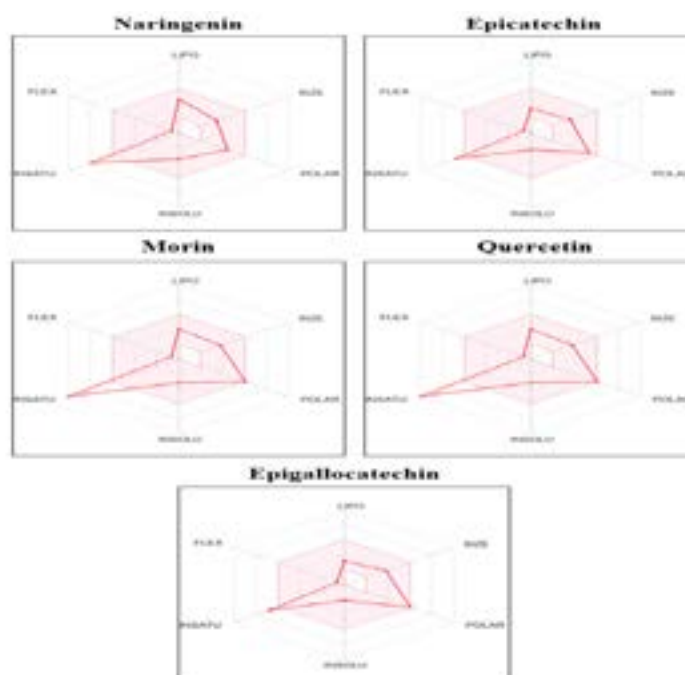 Naringenin
LIPO
FLEX
SIZE
INSATU
POLAR
INSOLU
Epicatechin
LIPO
FLEX
SIZE
INSATU
POLAR
INSOLU
Morin
LIPO
FLEX
SIZE
INSATU
POLAR
INSOLU
Quercetin
LIPO
FLEX
SIZE
INSATU
POLAR
INSOLU
Epigallocatechin
LIPO
FLEX
SIZE
INSATU
POLAR
INSOLU